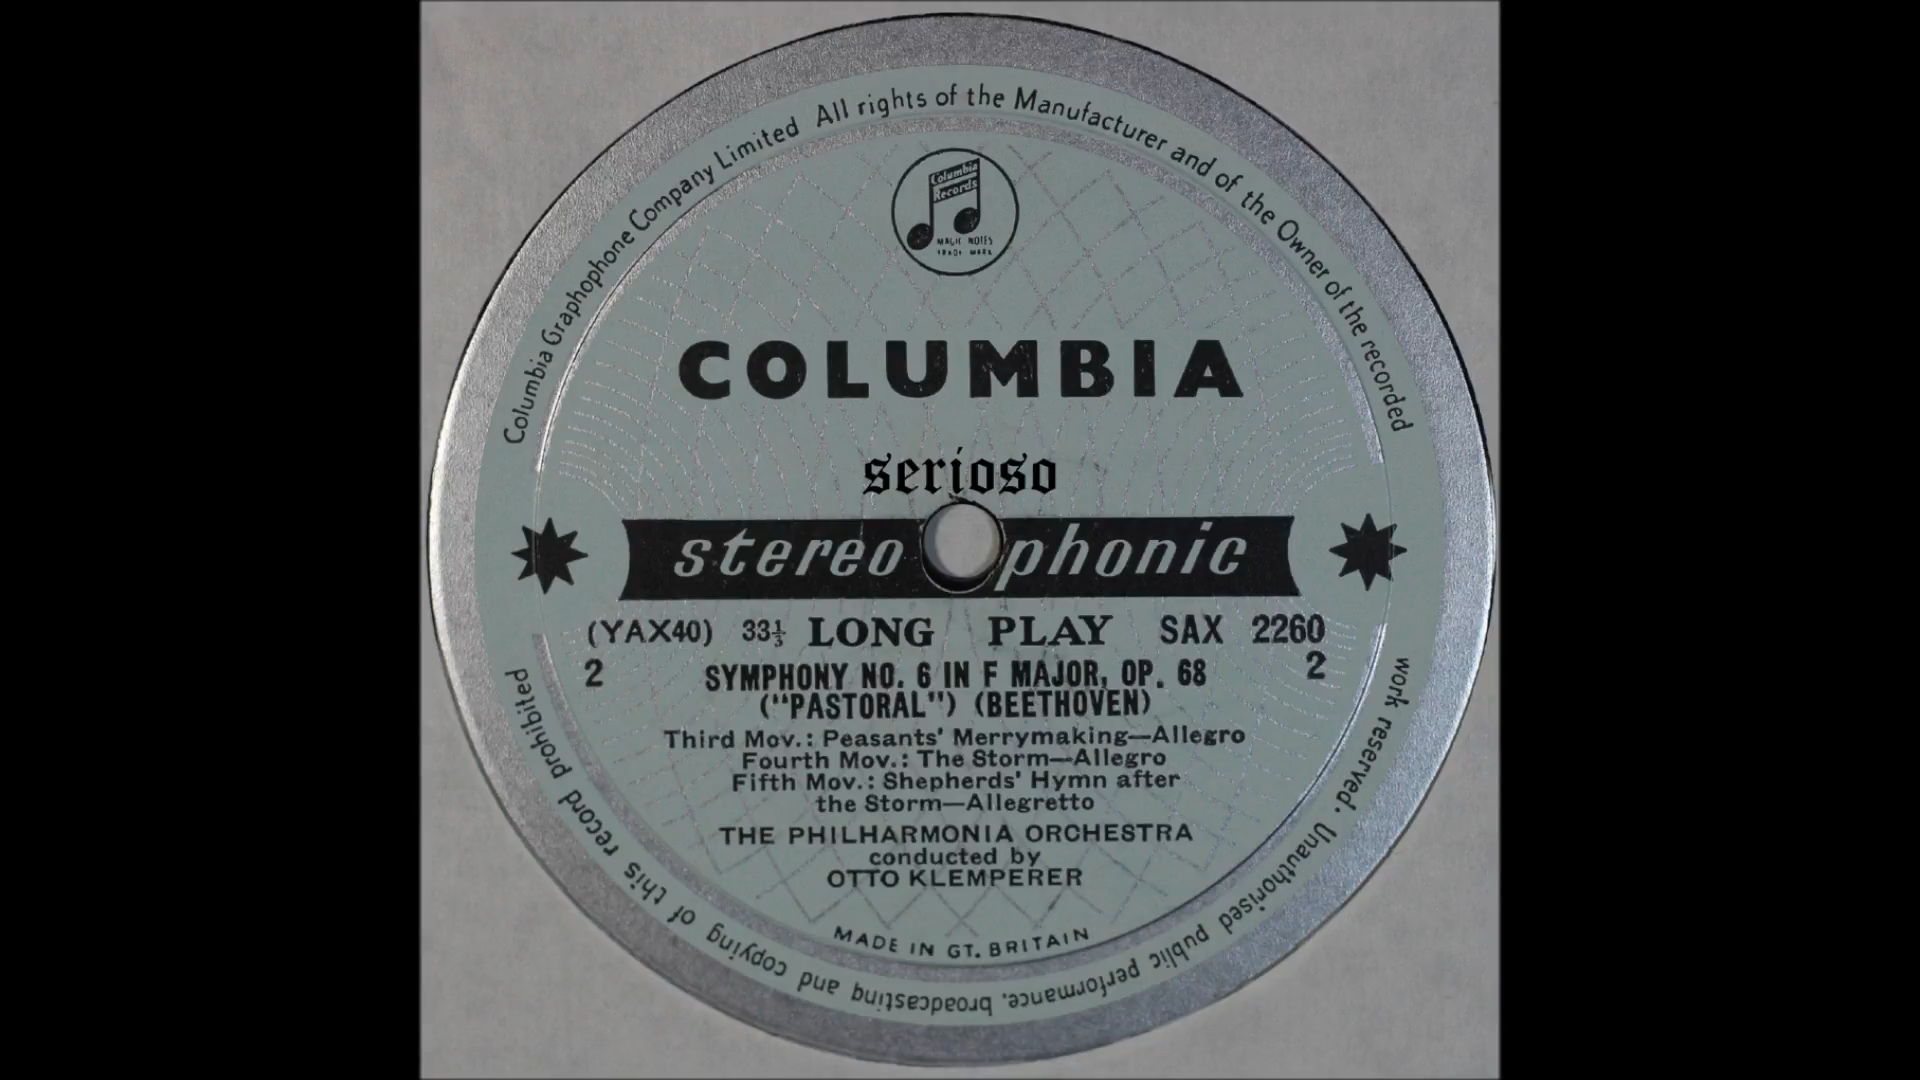 Columbia Graphophone Company Limited All rights of the Manufacturer and of the Owner of the recorded
work reserved. Unauthorised public performance, broadcasting and copying of this record prohibited
Columbia
Records
MAGIC NOTES
TRADE MARK
COLUMBIA
serioso
stereo phonic
(YAX40) 33⅓ LONG PLAY SAX 2260
2 SYMPHONY NO. 6 IN F MAJOR, OP. 68 2
("PASTORAL") (BEETHOVEN)
Third Mov.: Peasants' Merrymaking—Allegro
Fourth Mov.: The Storm—Allegro
Fifth Mov.: Shepherds' Hymn after
the Storm—Allegretto
THE PHILHARMONIA ORCHESTRA
conducted by
OTTO KLEMPERER
MADE IN GT. BRITAIN